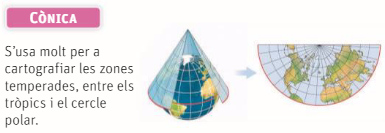 CÒNICA
S'usa molt per a
cartografiar les zones
temperades, entre els
tròpics i el cercle
polar.